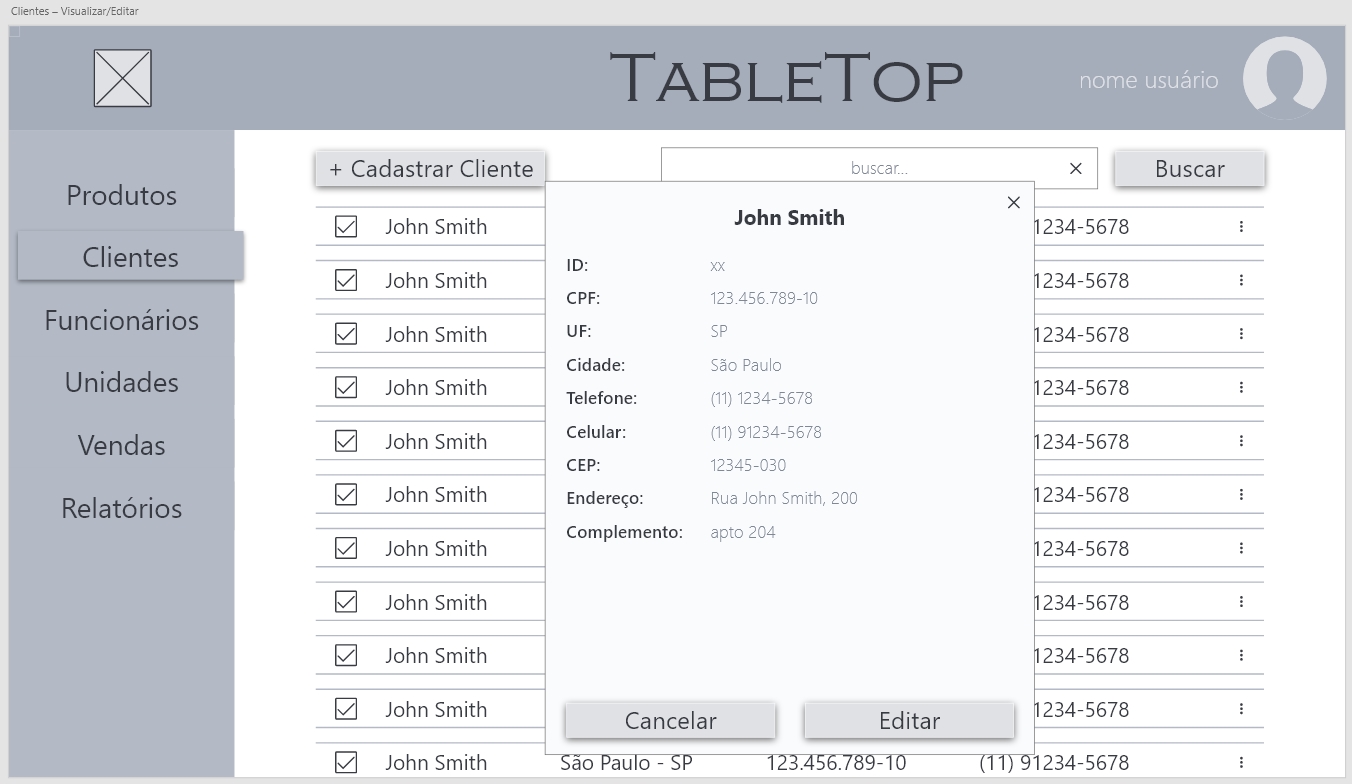 Clientes – Visualizar/Editar
TableTop
nome usuário
+ Cadastrar Cliente
buscar...
Buscar
Produtos
Clientes
Funcionários
Unidades
Vendas
Relatórios
John Smith
ID: xx
CPF: 123.456.789-10
UF: SP
Cidade: São Paulo
Telefone: (11) 1234-5678
Celular: (11) 91234-5678
CEP: 12345-030
Endereço: Rua John Smith, 200
Complemento: apto 204
Cancelar Editar
John Smith 1234-5678
John Smith 1234-5678
John Smith 1234-5678
John Smith 1234-5678
John Smith 1234-5678
John Smith 1234-5678
John Smith 1234-5678
John Smith 1234-5678
John Smith 1234-5678
John Smith 1234-5678
John Smith São Paulo - SP 123.456.789-10 (11) 91234-5678